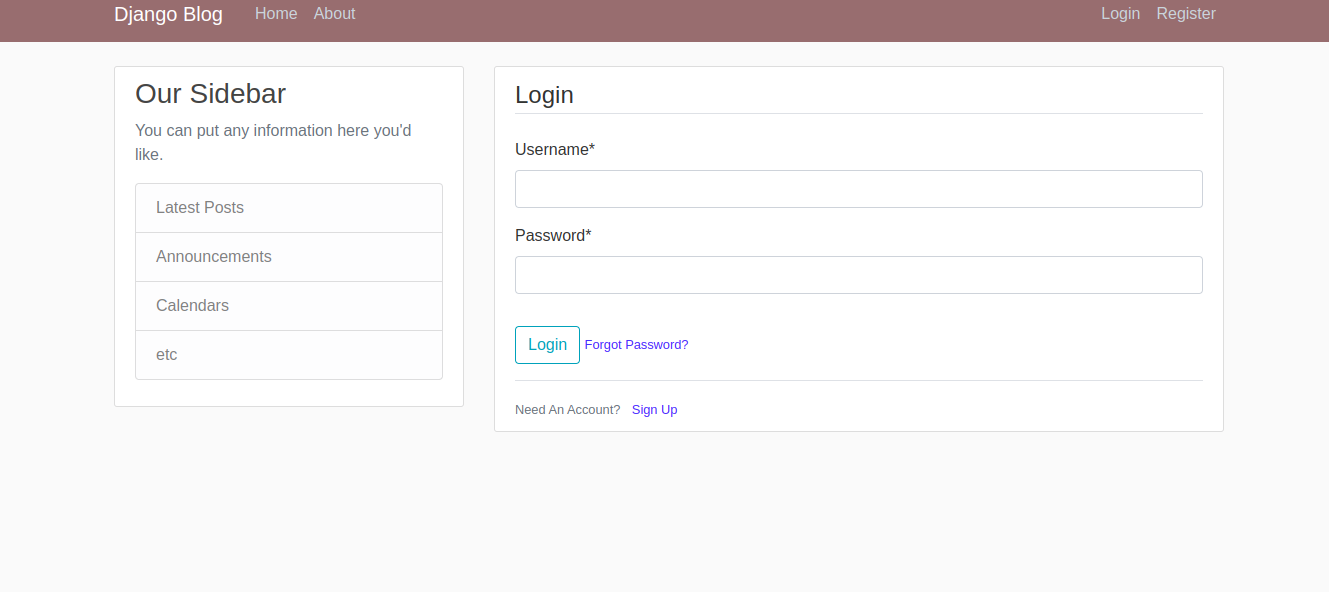 Django Blog Home About Login Register
Our Sidebar
You can put any information here you'd
like.
Latest Posts
Announcements
Calendars
etc
Login
Username*
Password*
Login Forgot Password?
Need An Account? Sign Up